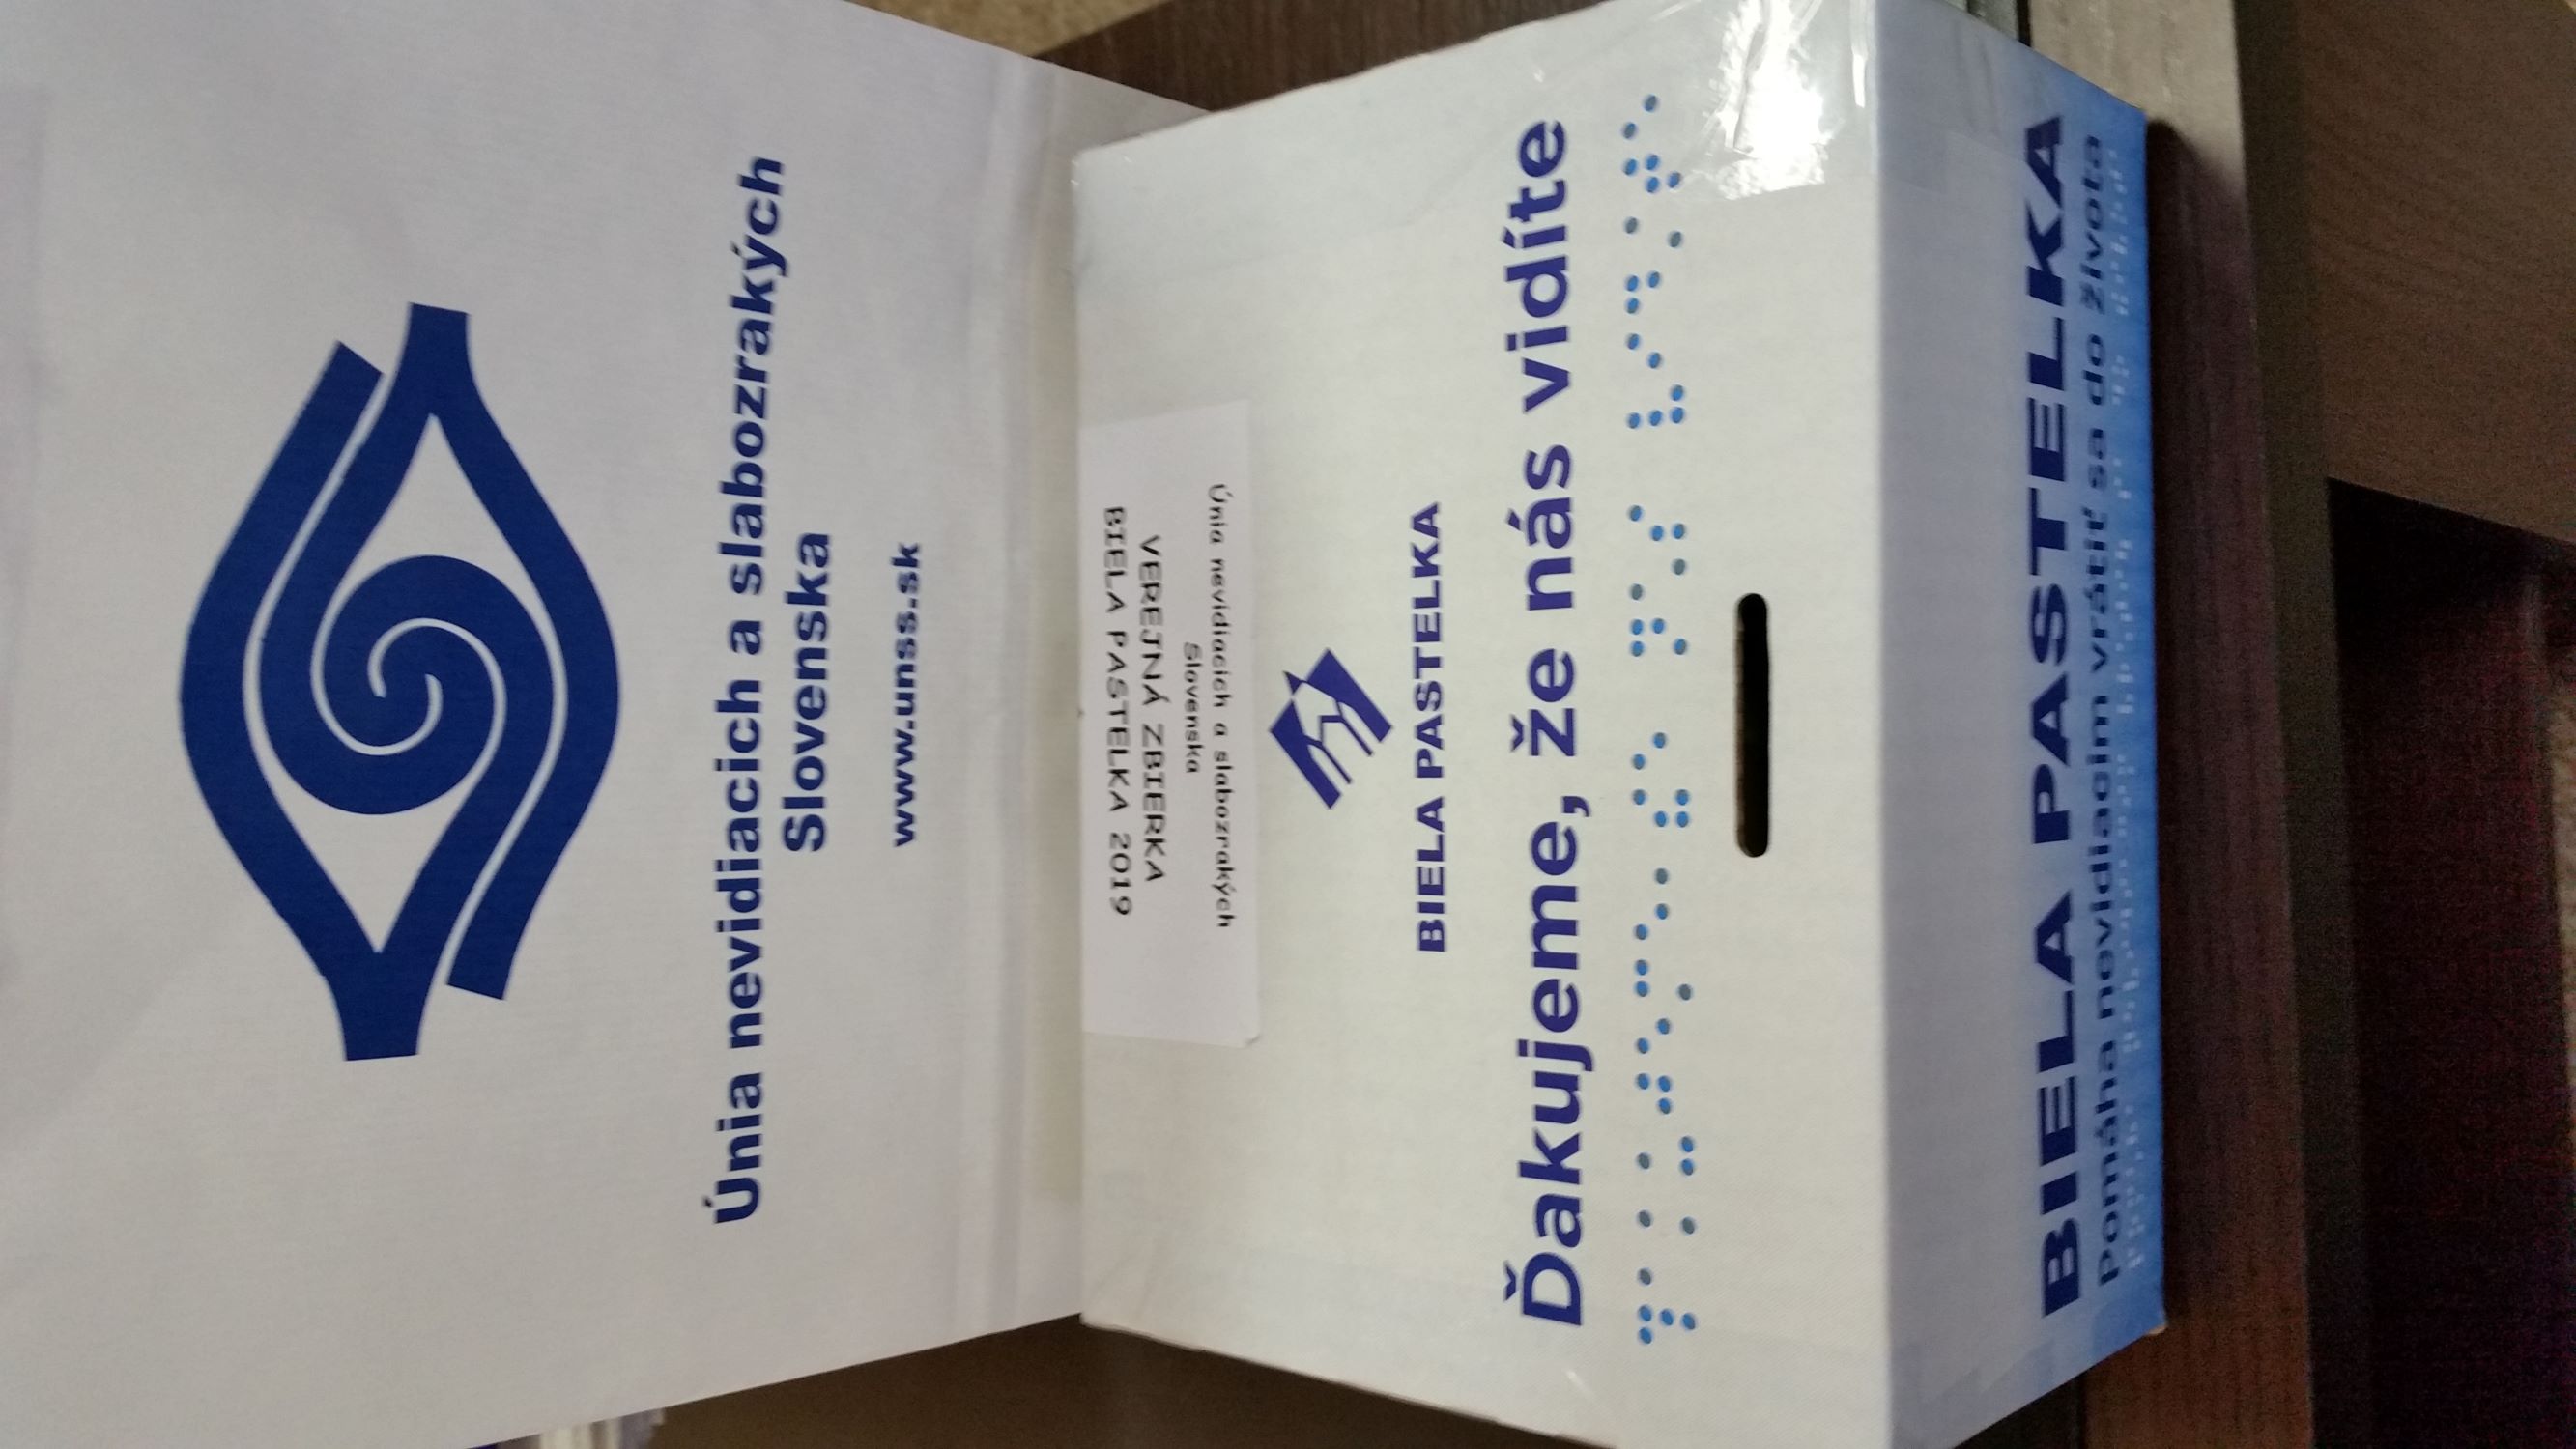 Únia nevidiacich a slabozrakých
Slovenska
www.unss.sk
BIELA PASTELKA 2019
VEREJNÁ ZBIERKA
Únia nevidiacich a slabozrakých
Slovenska
BIELA PASTELKA
Ďakujeme, že nás vidíte
BIELA PASTELKA
Pomáha nevidiacim vrátiť sa do života